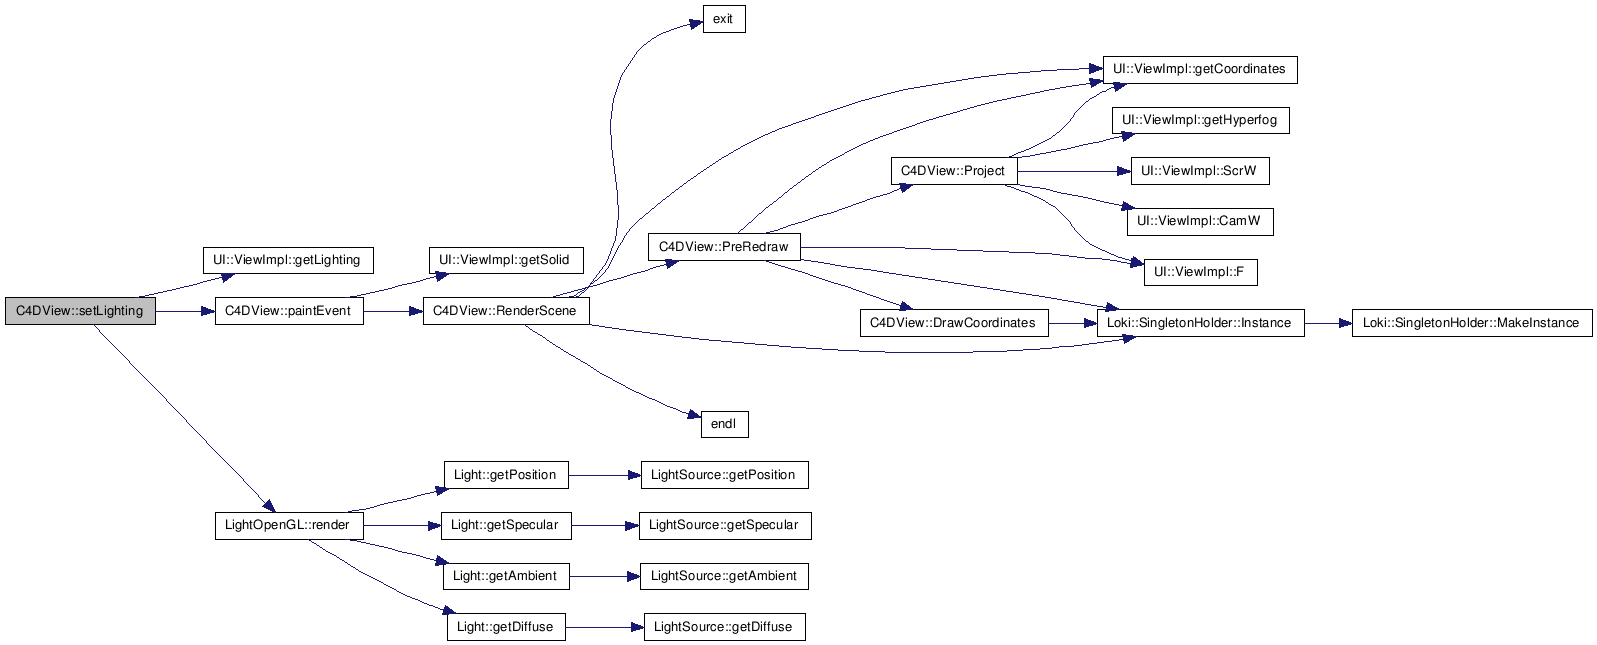 exit
UI::ViewImpl::getCoordinates
UI::ViewImpl::getHyperfog
C4DView::Project
UI::ViewImpl::ScrW
UI::ViewImpl::CamW
C4DView::PreRedraw
UI::ViewImpl::getLighting
UI::ViewImpl::getSolid
UI::ViewImpl::F
C4DView::setLighting
C4DView::paintEvent
C4DView::RenderScene
C4DView::DrawCoordinates
Loki::SingletonHolder::Instance
Loki::SingletonHolder::MakeInstance
endl
Light::getPosition
LightSource::getPosition
LightOpenGL::render
Light::getSpecular
LightSource::getSpecular
Light::getAmbient
LightSource::getAmbient
Light::getDiffuse
LightSource::getDiffuse